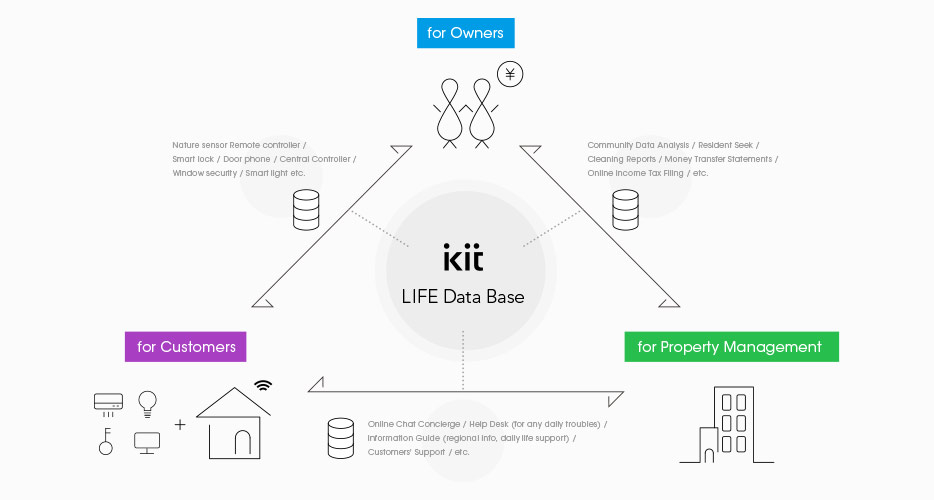 for Owners
¥
Nature sensor Remote controller /
Smart lock / Door phone / Central Controller /
Window security / Smart light etc.
Community Data Analysis / Resident Seek /
Cleaning Reports / Money Transfer Statements /
Online Income Tax Filing / etc.
kit
LIFE Data Base
for Customers
for Property Management
Online Chat Concierge / Help Desk (for any daily troubles) /
Information Guide (regional info, daily life support) /
Customers' Support / etc.